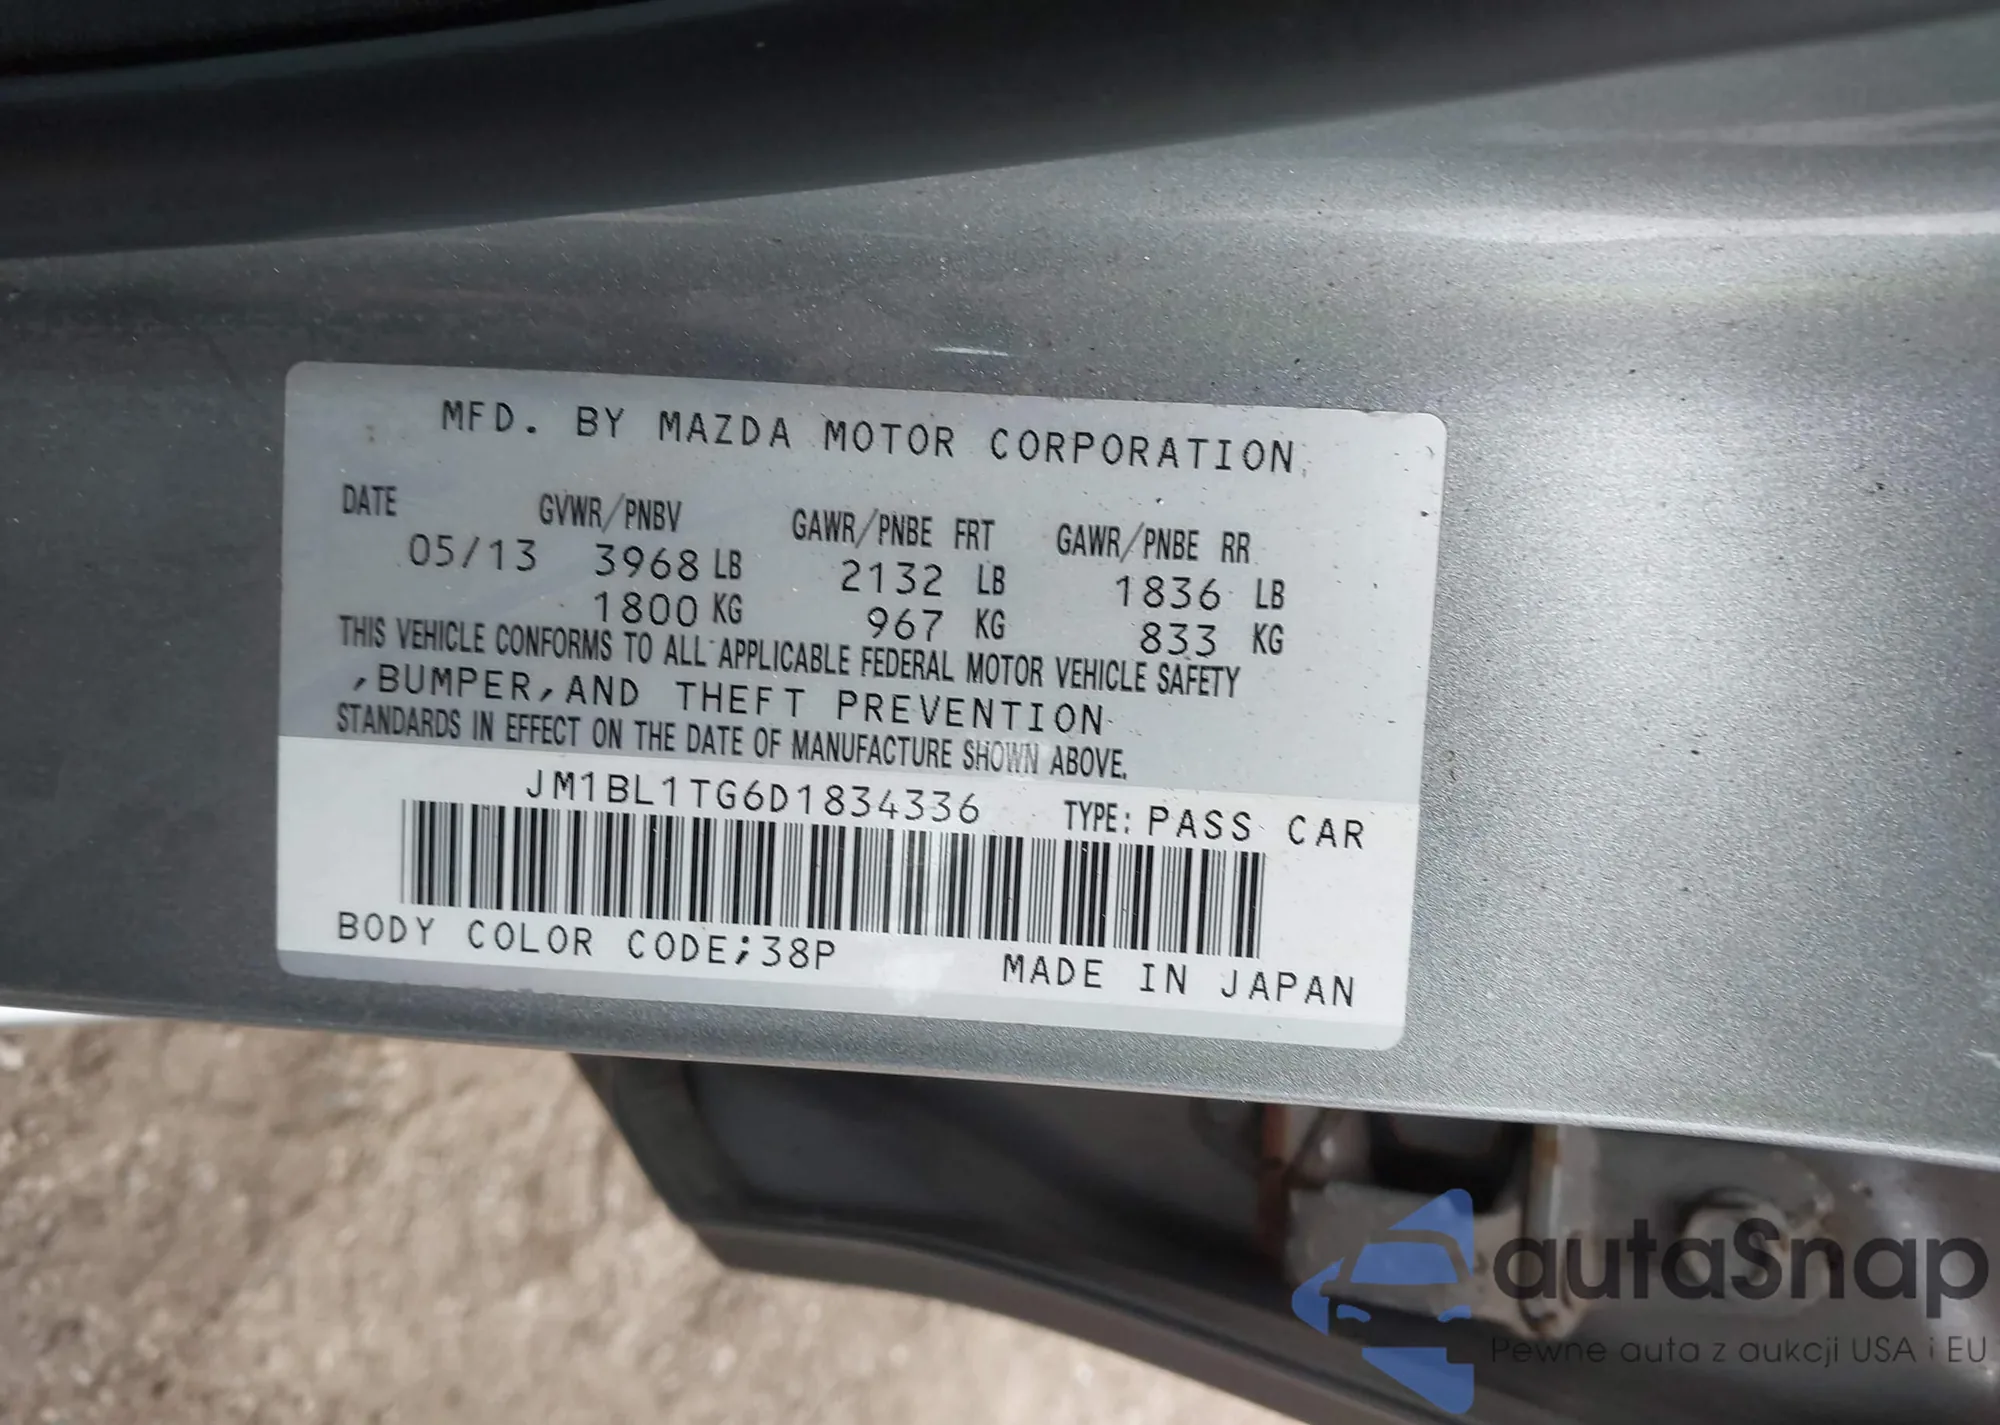 MFD. BY MAZDA MOTOR CORPORATION
DATE GVWR/PNBV GAWR/PNBE FRT GAWR/PNBE RR
05/13 3968 LB 2132 LB 1836 LB
1800 KG 967 KG 833 KG
THIS VEHICLE CONFORMS TO ALL APPLICABLE FEDERAL MOTOR VEHICLE SAFETY
,BUMPER,AND THEFT PREVENTION
STANDARDS IN EFFECT ON THE DATE OF MANUFACTURE SHOWN ABOVE.
JM1BL1TG6D1834336 TYPE: PASS CAR
BODY COLOR CODE;38P MADE IN JAPAN
autaSnap
Pewne auta z aukcji USA i EU